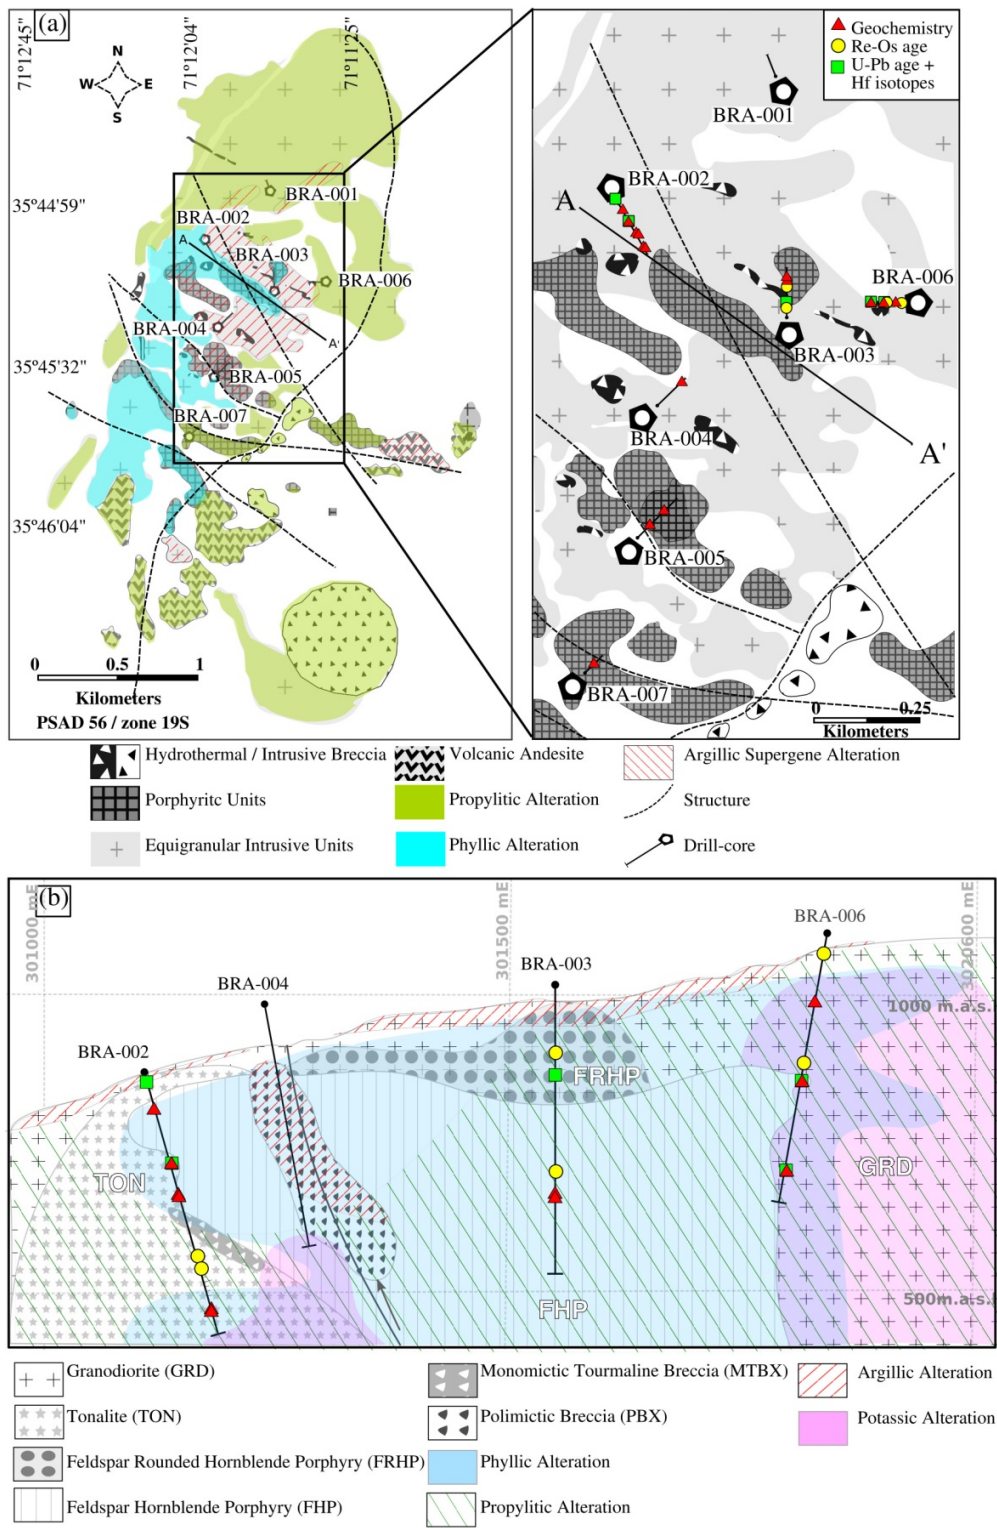 (a)
71°12'45"
71°12'04"
71°11'25"
N
W
E
S
35°44'59"
35°45'32"
35°46'04"
BRA-001
BRA-002
A
BRA-003
BRA-006
BRA-004
A'
BRA-005
BRA-007
0
0.5
1
Kilometers
PSAD 56 / zone 19S
Geochemistry
Re-Os age
U-Pb age +
Hf isotopes
BRA-001
BRA-002
A
BRA-006
BRA-003
BRA-004
A'
BRA-005
BRA-007
0
0.25
Kilometers
Hydrothermal / Intrusive Breccia
Volcanic Andesite
Argillic Supergene Alteration
Porphyritc Units
Propylitic Alteration
Structure
Equigranular Intrusive Units
Phyllic Alteration
Drill-core
(b)
301000 mE
301500 mE
3020600 mE
BRA-006
BRA-003
BRA-004
1000 m.a.s.
BRA-002
FRHP
TON
GRD
500m.a.s.
FHP
Granodiorite (GRD)
Monomictic Tourmaline Breccia (MTBX)
Argillic Alteration
Tonalite (TON)
Polimictic Breccia (PBX)
Potassic Alteration
Feldspar Rounded Hornblende Porphyry (FRHP)
Phyllic Alteration
Feldspar Hornblende Porphyry (FHP)
Propylitic Alteration